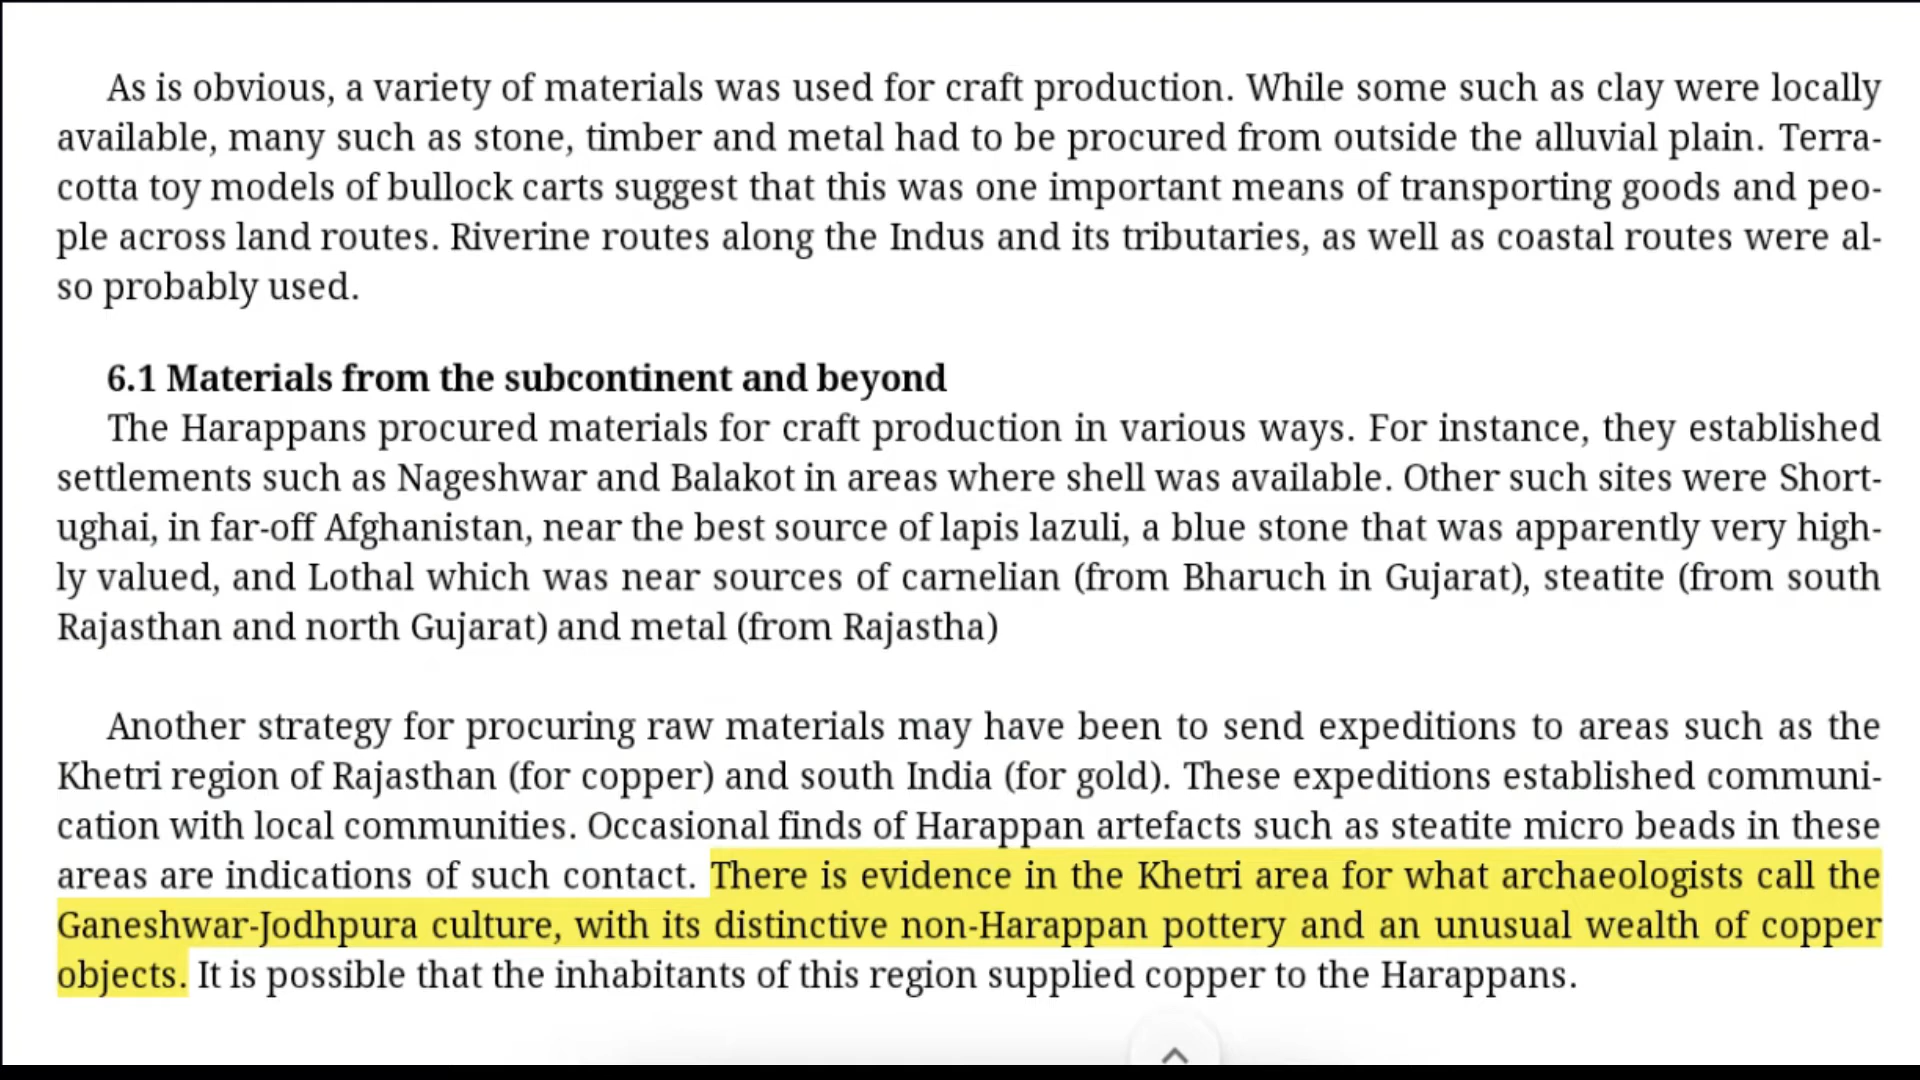 As is obvious, a variety of materials was used for craft production. While some such as clay were locally
available, many such as stone, timber and metal had to be procured from outside the alluvial plain. Terra-
cotta toy models of bullock carts suggest that this was one important means of transporting goods and peo-
ple across land routes. Riverine routes along the Indus and its tributaries, as well as coastal routes were al-
so probably used.
6.1 Materials from the subcontinent and beyond
The Harappans procured materials for craft production in various ways. For instance, they established
settlements such as Nageshwar and Balakot in areas where shell was available. Other such sites were Short-
ughai, in far-off Afghanistan, near the best source of lapis lazuli, a blue stone that was apparently very high-
ly valued, and Lothal which was near sources of carnelian (from Bharuch in Gujarat), steatite (from south
Rajasthan and north Gujarat) and metal (from Rajastha)
Another strategy for procuring raw materials may have been to send expeditions to areas such as the
Khetri region of Rajasthan (for copper) and south India (for gold). These expeditions established communi-
cation with local communities. Occasional finds of Harappan artefacts such as steatite micro beads in these
areas are indications of such contact. There is evidence in the Khetri area for what archaeologists call the
Ganeshwar-Jodhpura culture, with its distinctive non-Harappan pottery and an unusual wealth of copper
objects. It is possible that the inhabitants of this region supplied copper to the Harappans.